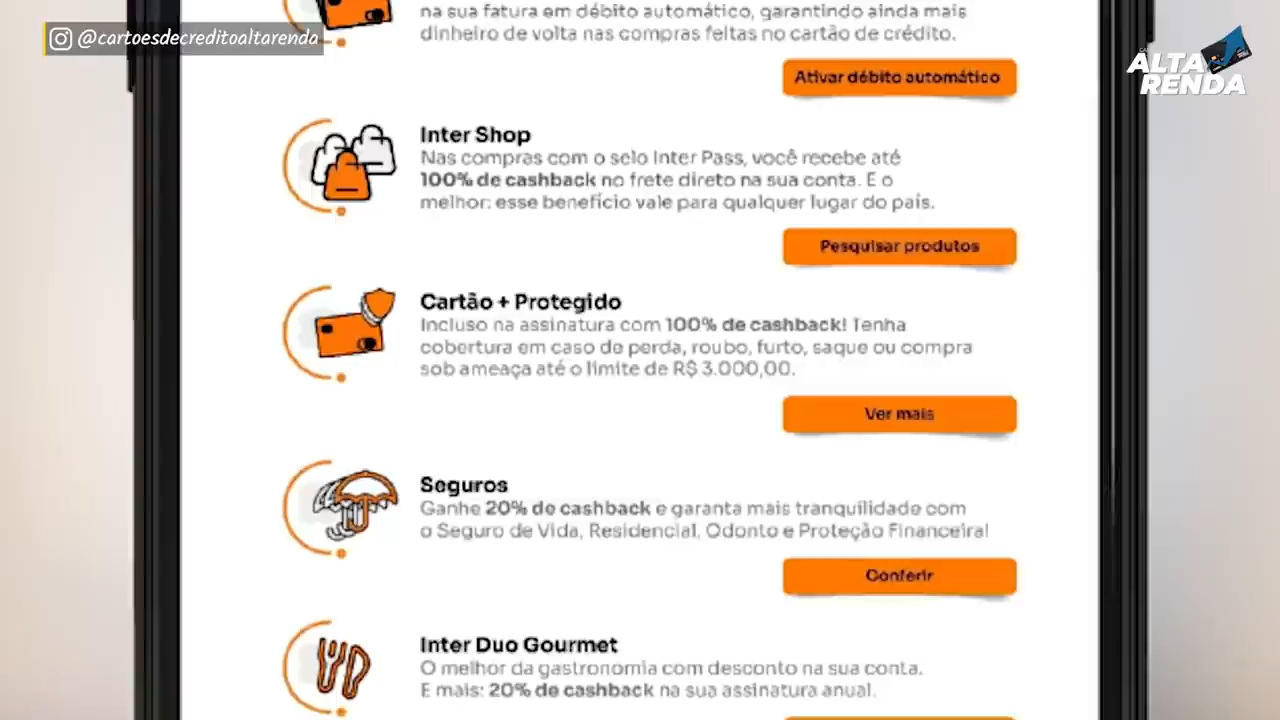 na sua fatura em débito automático, garantindo ainda mais
dinheiro de volta nas compras feitas no cartão de crédito.
@cartoesdecreditoaltarenda
ALTA
RENDA
Ativar débito automático
Inter Shop
Nas compras com o selo Inter Pass, você recebe até
100% de cashback no frete direto na sua conta. E o
melhor: esse benefício vale para qualquer lugar do país.
Pesquisar produtos
Cartão + Protegido
Incluso na assinatura com 100% de cashback! Tenha
cobertura em caso de perda, roubo, furto, saque ou compra
sob ameaça até o limite de R$ 3.000,00.
Ver mais
Seguros
Ganhe 20% de cashback e garanta mais tranquilidade com
o Seguro de Vida, Residencial, Odonto e Proteção Financeira!
Conferir
Inter Duo Gourmet
O melhor da gastronomia com desconto na sua conta.
E mais: 20% de cashback na sua assinatura anual.